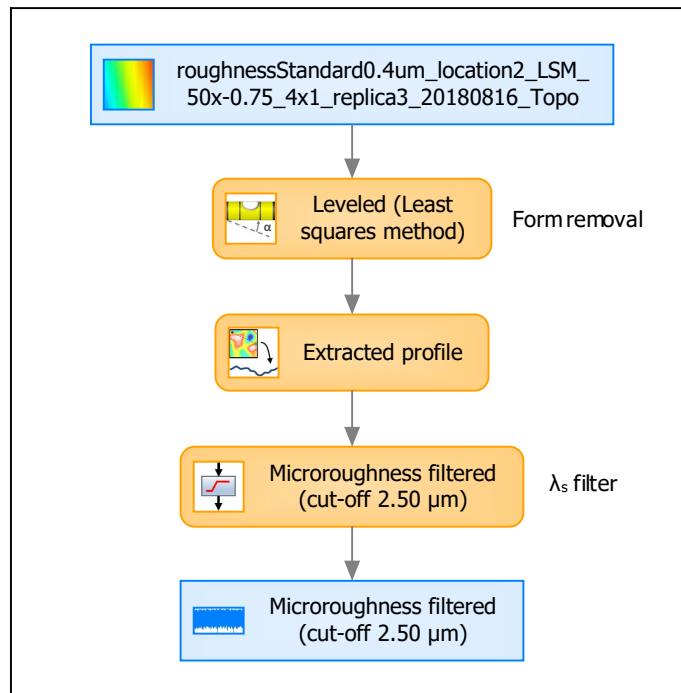 roughnessStandard0.4um_location2_LSM_
50x-0.75_4x1_replica3_20180816_Topo
Leveled (Least
squares method)
Form removal
α
Extracted profile
Microroughness filtered
(cut-off 2.50 µm)
λₛ filter
Microroughness filtered
(cut-off 2.50 µm)